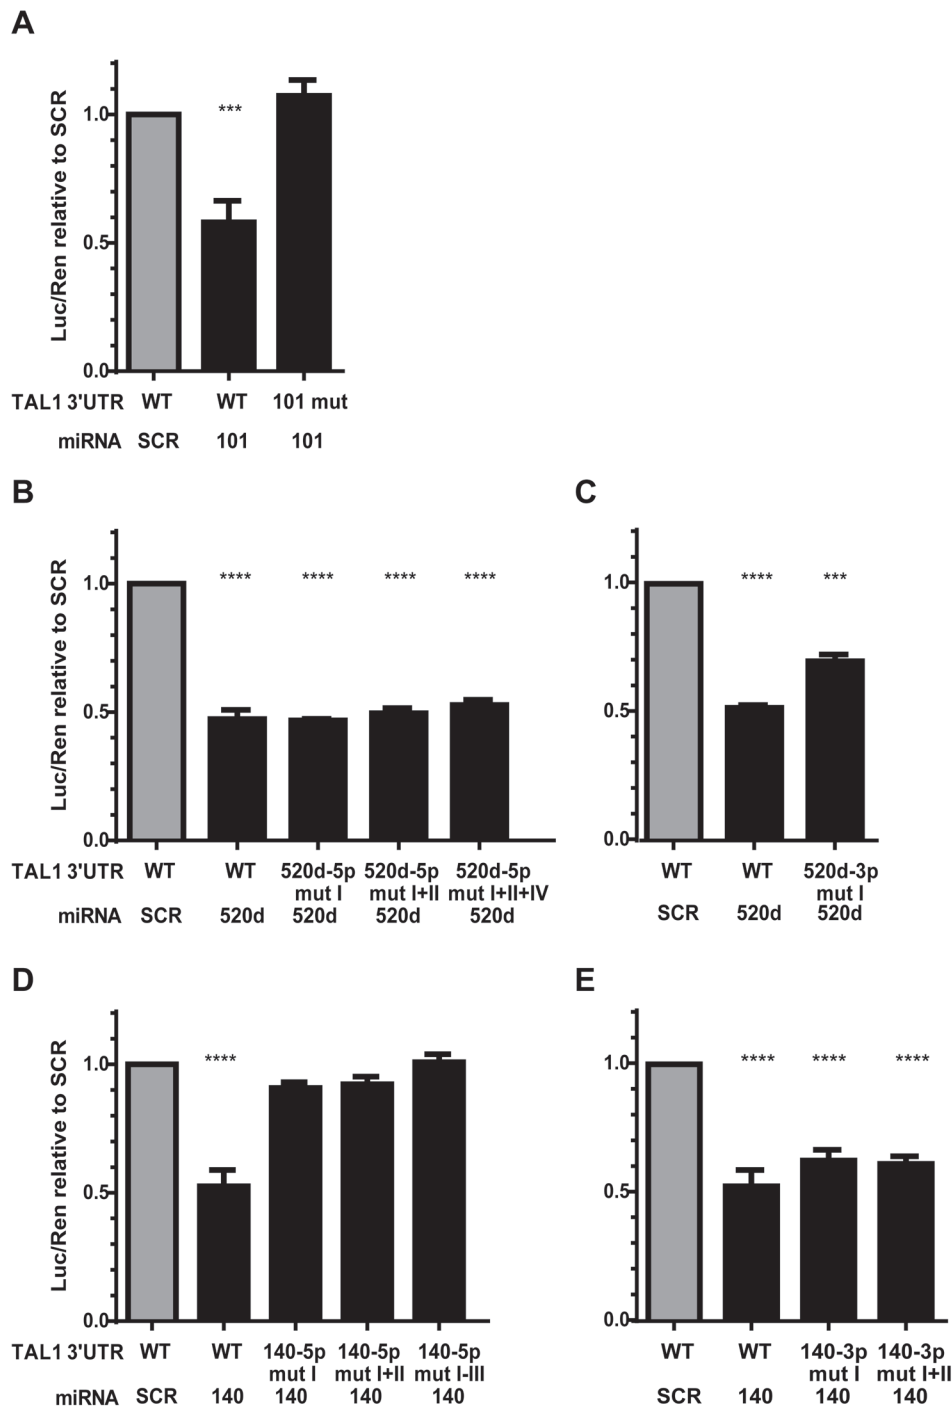 A
Luc/Ren relative to SCR
1.0
0.5
0.0
***
TAL1 3'UTR WT WT 101 mut
miRNA SCR 101 101
B
Luc/Ren relative to SCR
1.0
0.5
0.0
**** **** **** ****
TAL1 3'UTR WT WT 520d-5p 520d-5p 520d-5p
mut I mut I+II mut I+II+IV
miRNA SCR 520d 520d 520d 520d
C
1.0
0.5
0.0
**** ***
WT WT 520d-3p
mut I
SCR 520d 520d
D
Luc/Ren relative to SCR
1.0
0.5
0.0
****
TAL1 3'UTR WT WT 140-5p 140-5p 140-5p
mut I mut I+II mut I-III
miRNA SCR 140 140 140 140
E
1.0
0.5
0.0
**** **** ****
WT WT 140-3p 140-3p
mut I mut I+II
SCR 140 140 140